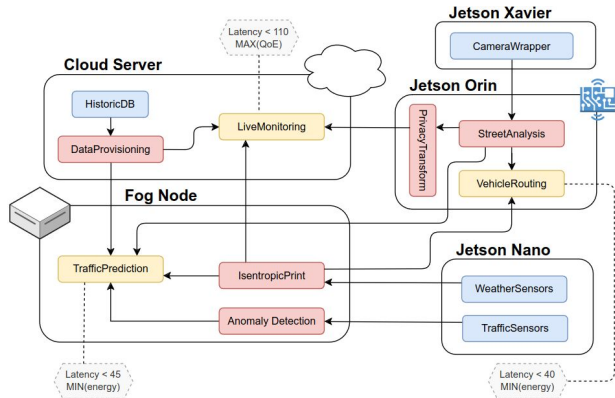 Latency < 110
MAX(QoE)
Jetson Xavier
CameraWrapper
Cloud Server
HistoricDB
DataProvisioning
LiveMonitoring
Jetson Orin
PrivacyTransform
StreetAnalysis
VehicleRouting
Fog Node
TrafficPrediction
IsentropicPrint
Anomaly Detection
Jetson Nano
WeatherSensors
TrafficSensors
Latency < 45
MIN(energy)
Latency < 40
MIN(energy)